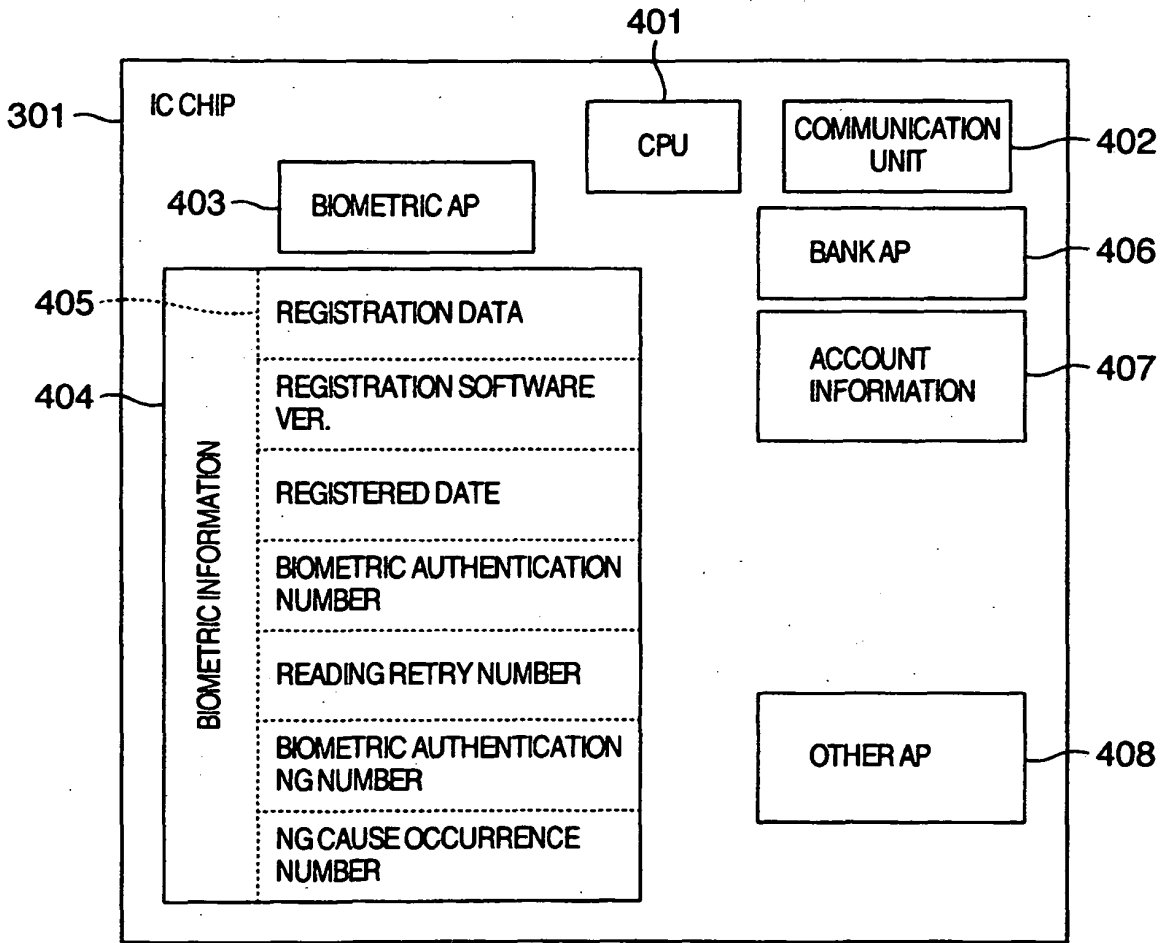 401
301
IC CHIP
CPU
COMMUNICATION
UNIT
402
403
BIOMETRIC AP
BANK AP
406
405
REGISTRATION DATA
ACCOUNT
INFORMATION
407
404
BIOMETRIC INFORMATION
REGISTRATION SOFTWARE
VER.
REGISTERED DATE
BIOMETRIC AUTHENTICATION
NUMBER
READING RETRY NUMBER
BIOMETRIC AUTHENTICATION
NG NUMBER
NG CAUSE OCCURRENCE
NUMBER
OTHER AP
408